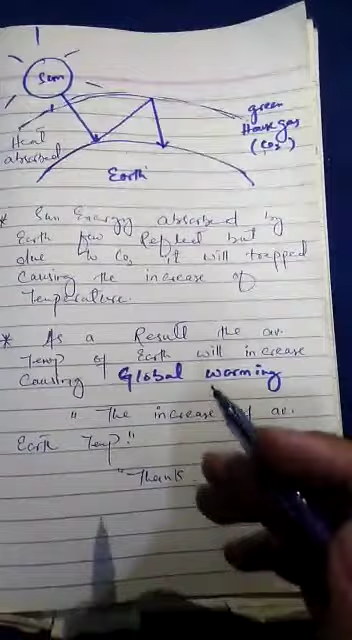 Sun
green
House gas
(CO2)
Heat
absorbed
Earth
* Sun Energy absorbed by
Earth few Reflect but
due to CO2 it will trapped
Causing the increase of
Temperature.
* As a Result the av.
Temp of Earth will increase
Causing Global warming
" The increase of av.
Earth Temp"
"Thanks